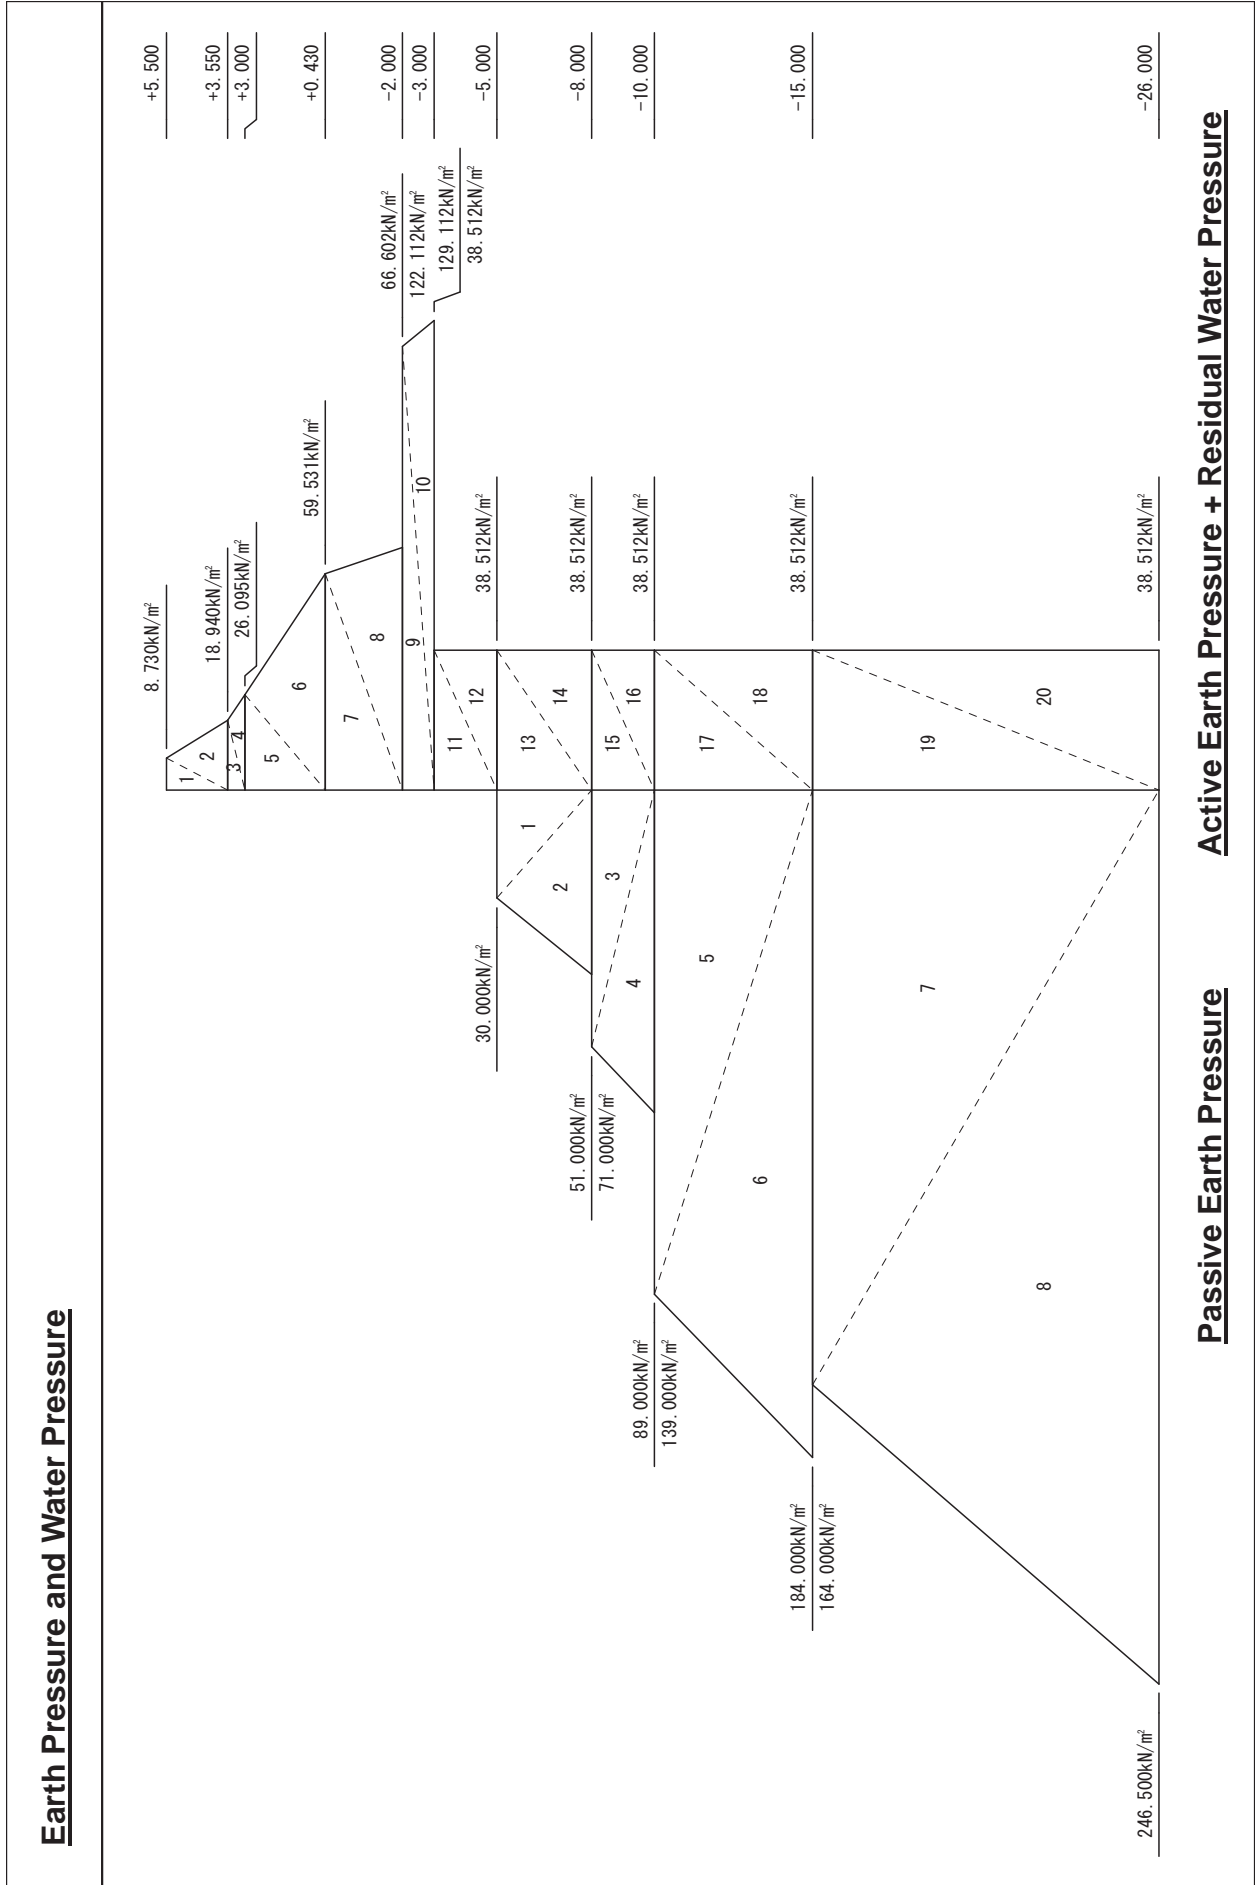 Earth Pressure and Water Pressure
+5. 500
+3. 550
+3. 000
+0. 430
-2. 000
-3. 000
-5. 000
-8. 000
-10. 000
-15. 000
-26. 000
8. 730kN/m²
18. 940kN/m²
26. 095kN/m²
59. 531kN/m²
66. 602kN/m²
122. 112kN/m²
129. 112kN/m²
38. 512kN/m²
38. 512kN/m²
38. 512kN/m²
38. 512kN/m²
38. 512kN/m²
38. 512kN/m²
1
2
3
4
5
6
7
8
9
10
11
12
13
14
15
16
17
18
19
20
1
2
3
4
5
6
7
8
30. 000kN/m²
51. 000kN/m²
71. 000kN/m²
89. 000kN/m²
139. 000kN/m²
184. 000kN/m²
164. 000kN/m²
246. 500kN/m²
Passive Earth Pressure
Active Earth Pressure + Residual Water Pressure